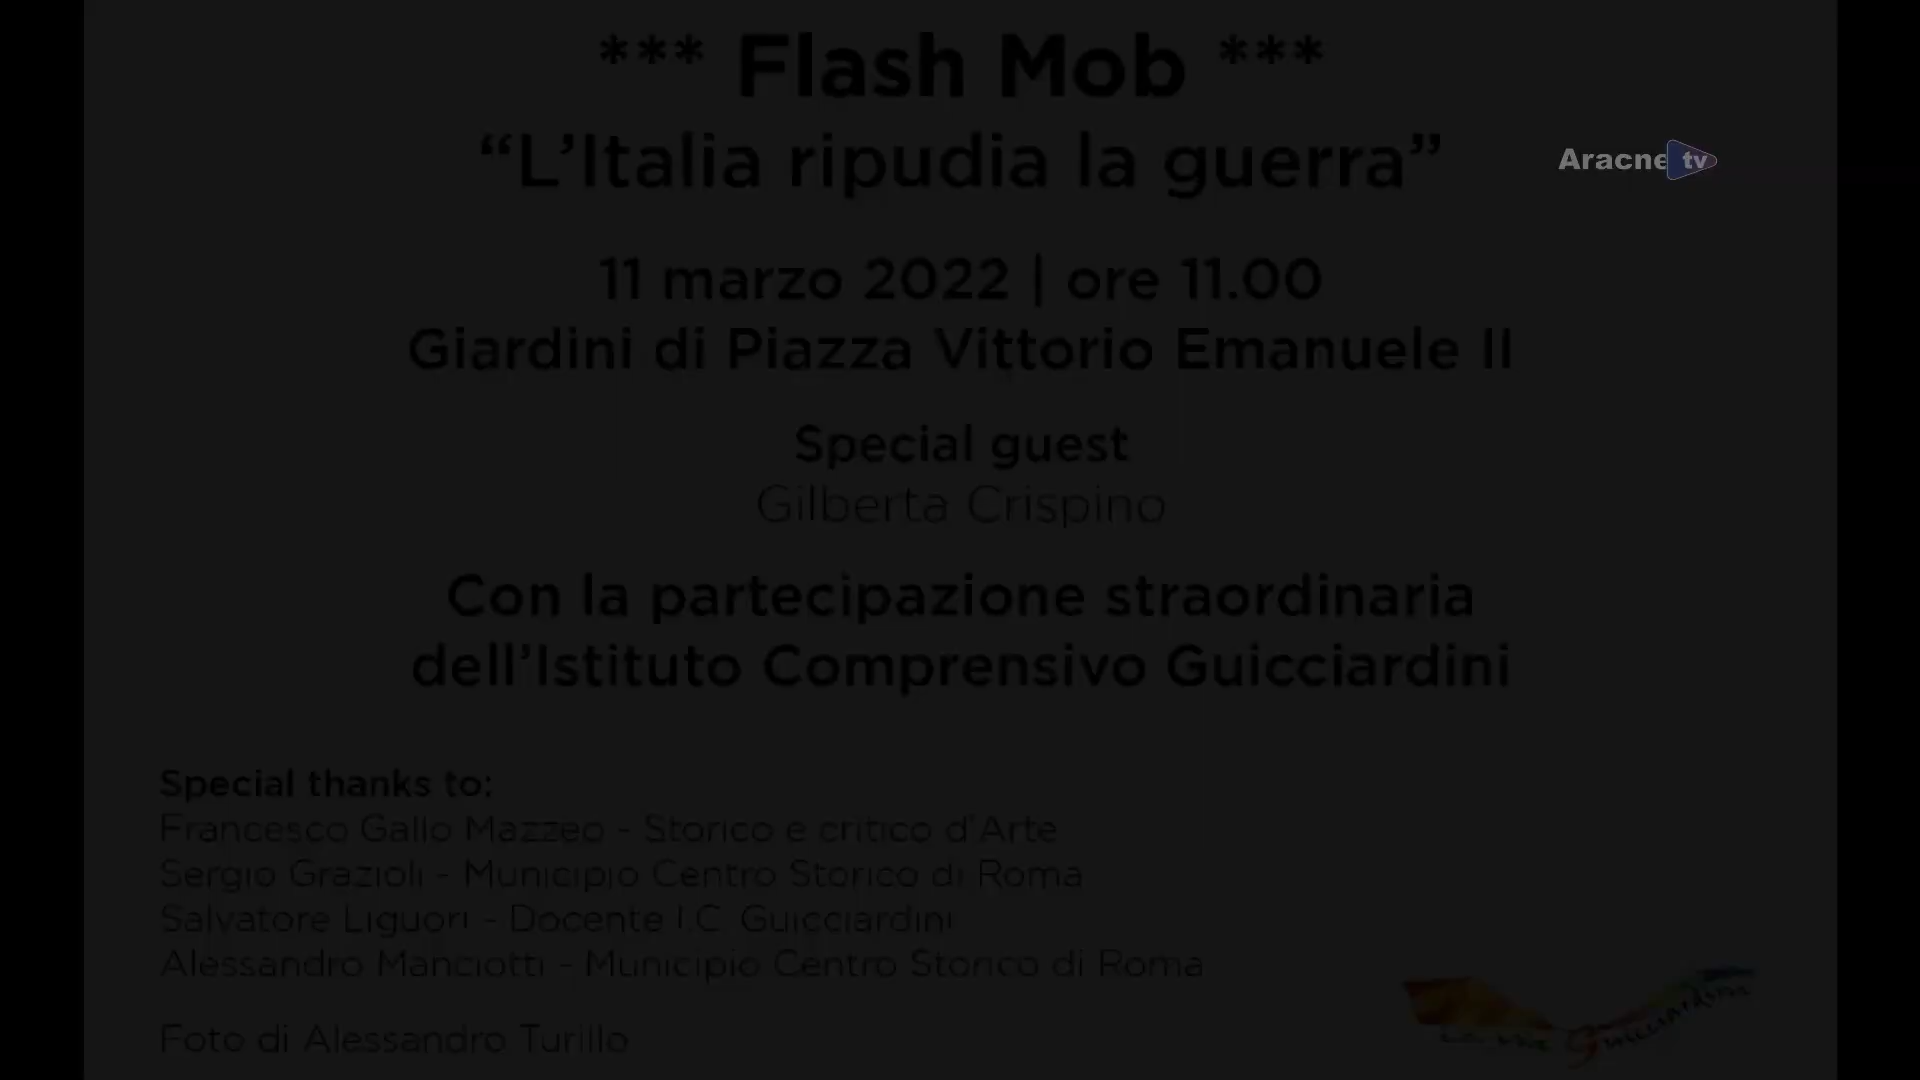 *** Flash Mob ***
“L’Italia ripudia la guerra”
Aracne tv
11 marzo 2022 | ore 11.00
Giardini di Piazza Vittorio Emanuele II
Special guest
Gilberta Crispino
Con la partecipazione straordinaria
dell’Istituto Comprensivo Guicciardini
Special thanks to:
Francesco Gallo Mazzeo - Storico e critico d’Arte
Sergio Grazioli - Municipio Centro Storico di Roma
Salvatore Liguori - Docente I.C. Guicciardini
Alessandro Manciotti - Municipio Centro Storico di Roma
Foto di Alessandro Turillo
Guicciardini